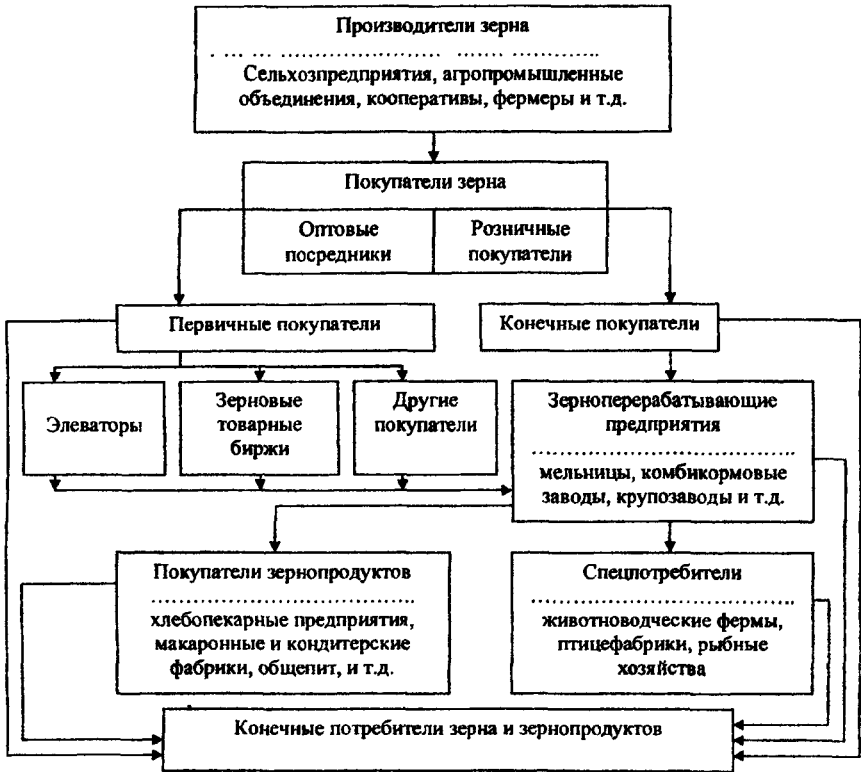 Производители зерна
Сельхозпредприятия, агропромышленные
объединения, кооперативы, фермеры и т.д.
Покупатели зерна
Оптовые
посредники
Розничные
покупатели
Первичные покупатели
Конечные покупатели
Элеваторы
Зерновые
товарные
биржи
Другие
покупатели
Зерноперерабатывающие
предприятия
мельницы, комбикормовые
заводы, крупозаводы и т.д.
Покупатели зернопродуктов
хлебопекарные предприятия,
макаронные и кондитерские
фабрики, общепит, и т.д.
Спецпотребители
животноводческие фермы,
птицефабрики, рыбные
хозяйства
Конечные потребители зерна и зернопродуктов